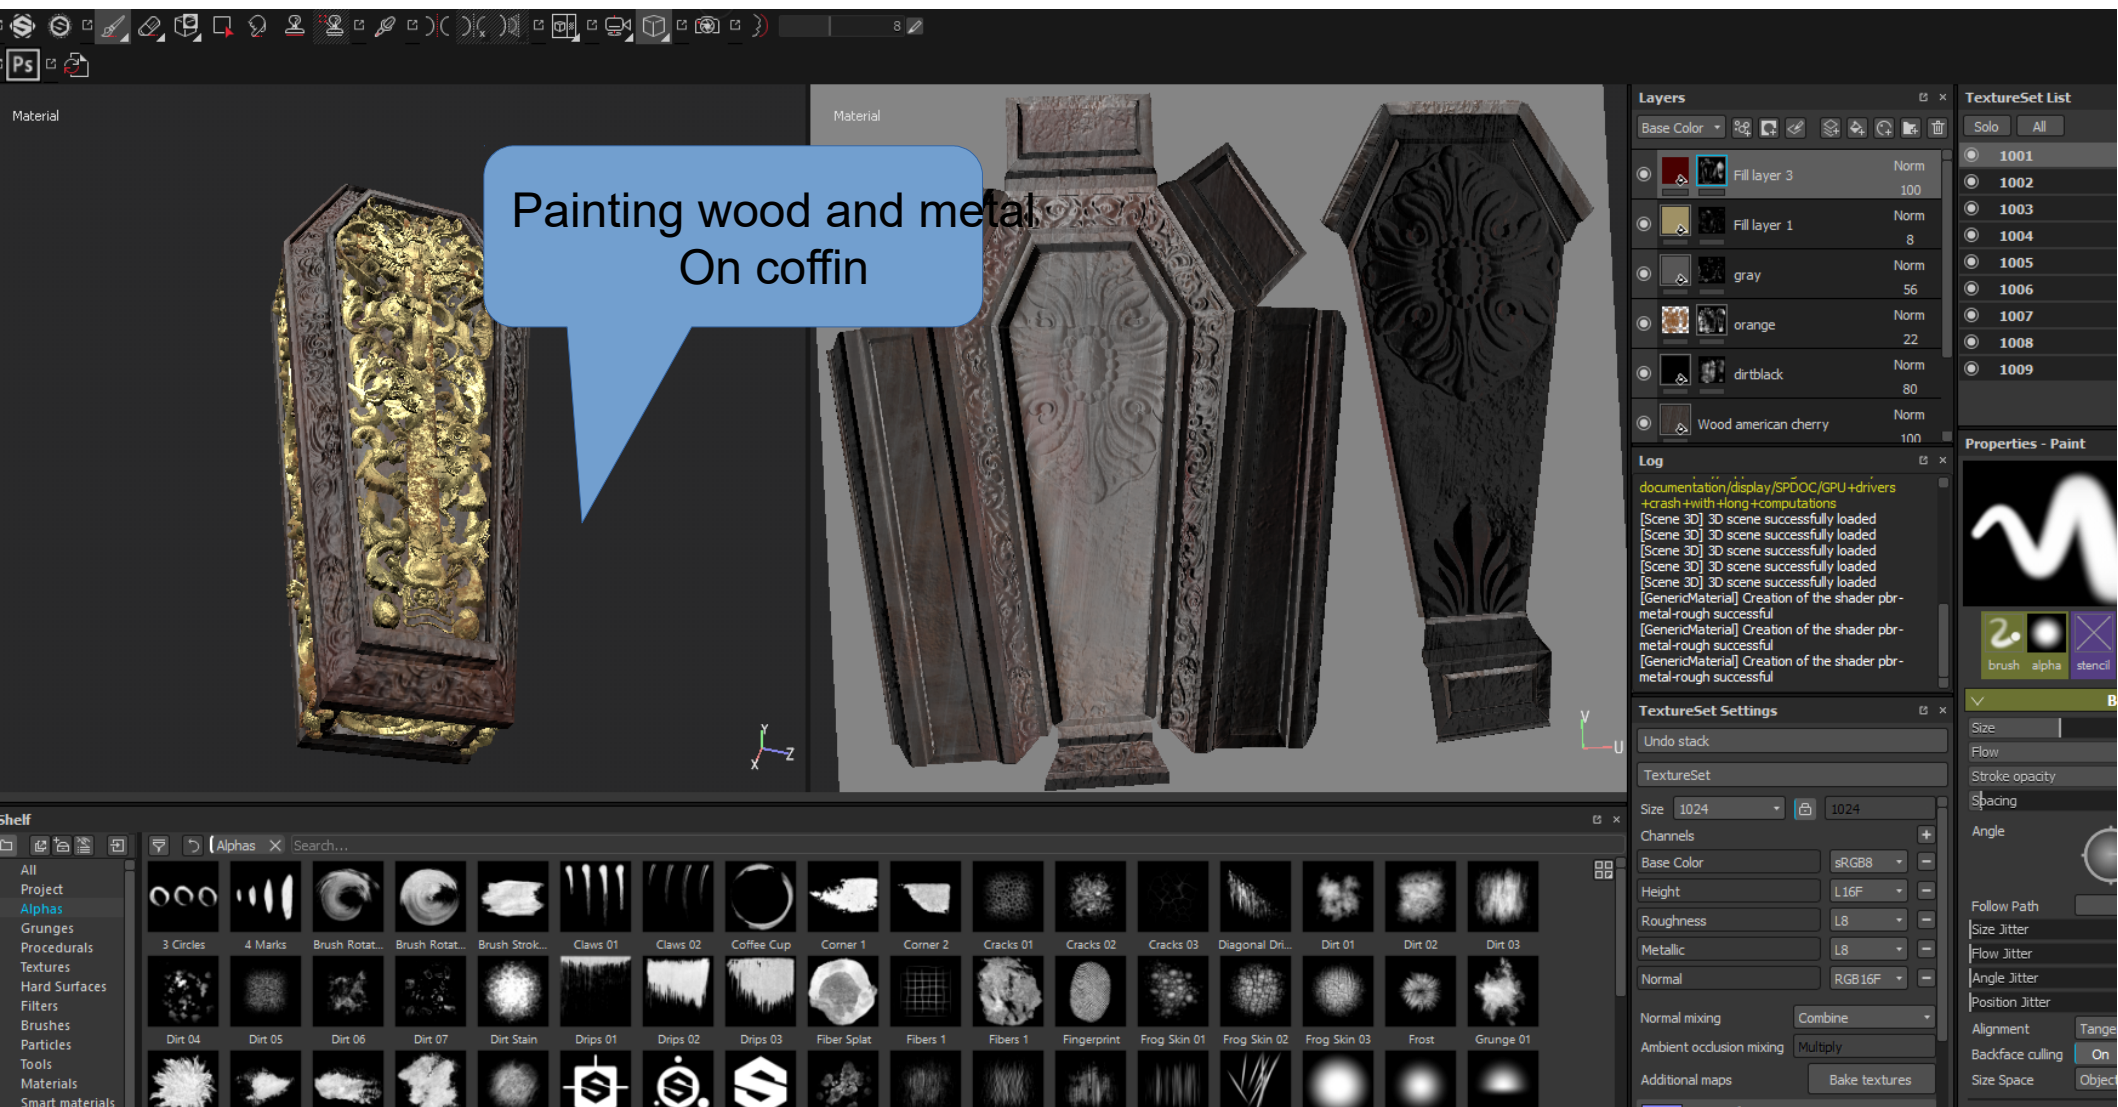 8
Ps
Material
Material
Painting wood and metal.
On coffin
Y
Z
X
V
U
Layers
Base Color
Fill layer 3
Norm
100
Fill layer 1
Norm
8
gray
Norm
56
orange
Norm
22
dirtblack
Norm
80
Wood american cherry
Norm
100
TextureSet List
Solo
All
1001
1002
1003
1004
1005
1006
1007
1008
1009
Log
documentation/display/SPDOC/GPU+drivers
+crash+with+long+computations
[Scene 3D] 3D scene successfully loaded
[Scene 3D] 3D scene successfully loaded
[Scene 3D] 3D scene successfully loaded
[Scene 3D] 3D scene successfully loaded
[Scene 3D] 3D scene successfully loaded
[GenericMaterial] Creation of the shader pbr-
metal-rough successful
[GenericMaterial] Creation of the shader pbr-
metal-rough successful
[GenericMaterial] Creation of the shader pbr-
metal-rough successful
TextureSet Settings
Undo stack
TextureSet
Size 1024 1024
Channels
Base Color sRGB8
Height L16F
Roughness L8
Metallic L8
Normal RGB16F
Normal mixing Combine
Ambient occlusion mixing Multiply
Additional maps Bake textures
Properties - Paint
brush alpha stencil
B
Size
Flow
Stroke opacity
Spacing
Angle
Follow Path
Size Jitter
Flow Jitter
Angle Jitter
Position Jitter
Alignment Tange
Backface culling On
Size Space Object
Shelf
Alphas
Search...
All
Project
Alphas
Grunges
Procedurals
Textures
Hard Surfaces
Filters
Brushes
Particles
Tools
Materials
Smart materials
3 Circles 4 Marks Brush Rotat... Brush Rotat... Brush Strok... Claws 01 Claws 02 Coffee Cup Corner 1 Corner 2 Cracks 01 Cracks 02 Cracks 03 Diagonal Dri... Dirt 01 Dirt 02 Dirt 03
Dirt 04 Dirt 05 Dirt 06 Dirt 07 Dirt Stain Drips 01 Drips 02 Drips 03 Fiber Splat Fibers 1 Fibers 1 Fingerprint Frog Skin 01 Frog Skin 02 Frog Skin 03 Frost Grunge 01